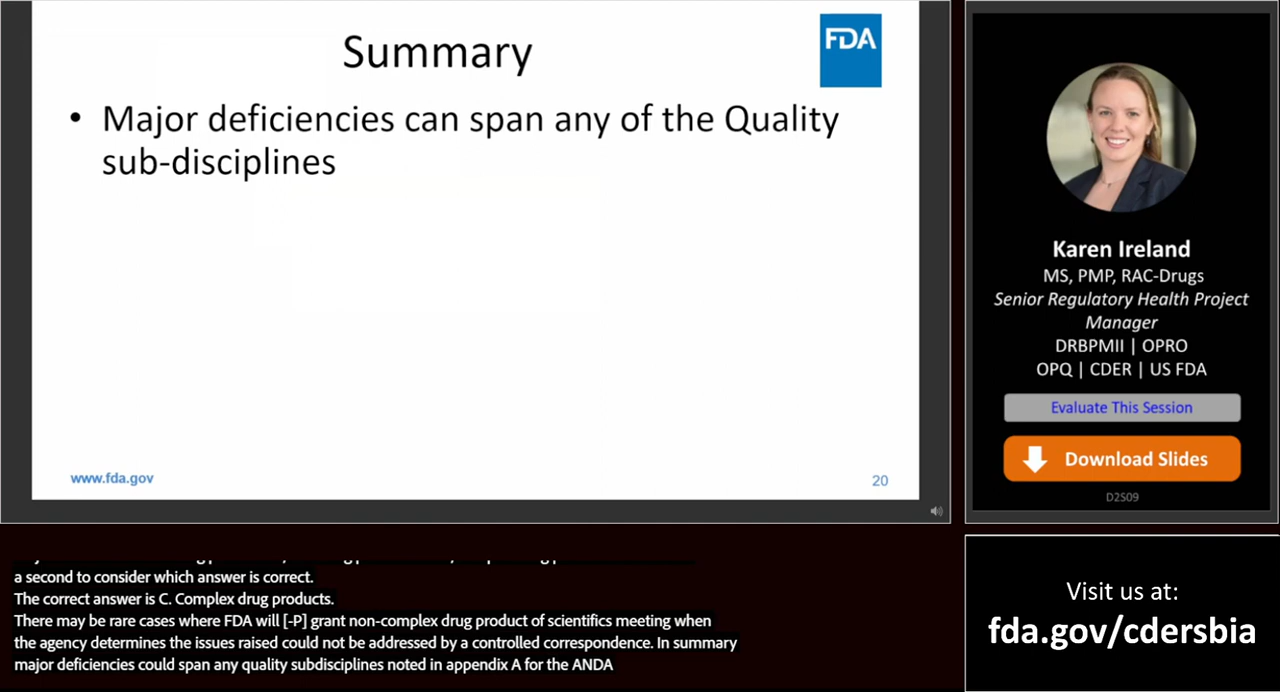 Summary
FDA
• Major deficiencies can span any of the Quality
sub-disciplines
www.fda.gov
20
Karen Ireland
MS, PMP, RAC-Drugs
Senior Regulatory Health Project
Manager
DRBPMII | OPRO
OPQ | CDER | US FDA
Evaluate This Session
Download Slides
D2S09
a second to consider which answer is correct.
The correct answer is C. Complex drug products.
There may be rare cases where FDA will [-P] grant non-complex drug product of scientifics meeting when
the agency determines the issues raised could not be addressed by a controlled correspondence. In summary
major deficiencies could span any quality subdisciplines noted in appendix A for the ANDA
Visit us at:
fda.gov/cdersbia